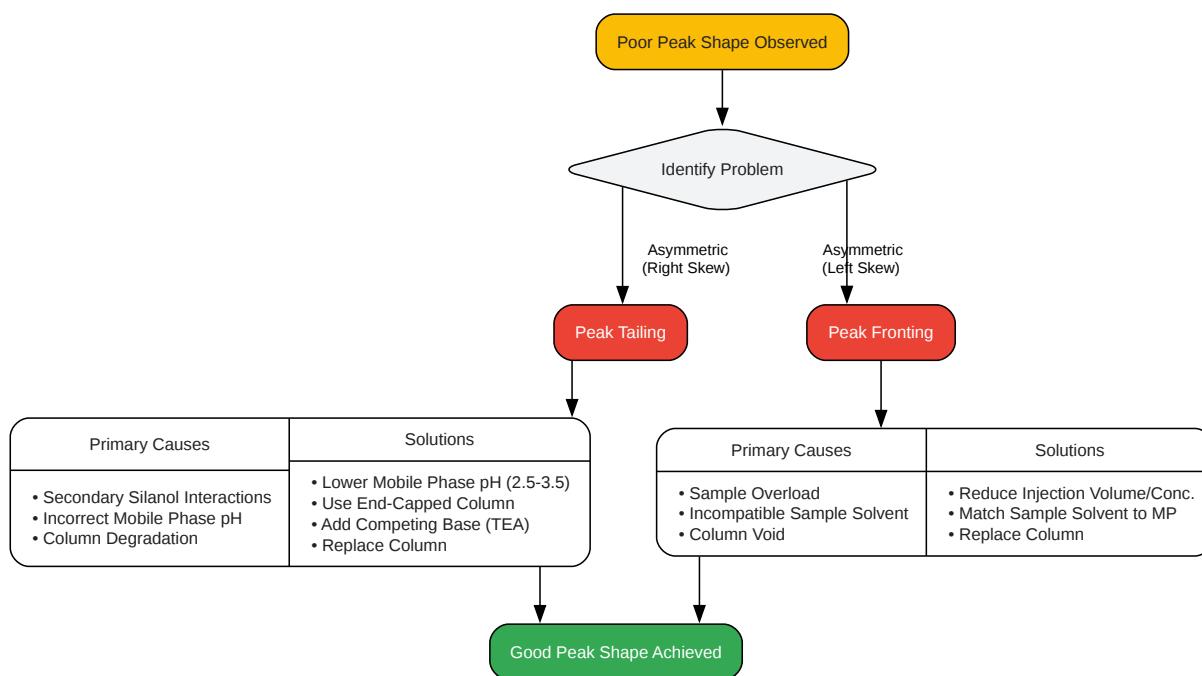 Poor Peak Shape Observed
Identify Problem
Asymmetric
(Right Skew)
Asymmetric
(Left Skew)
Peak Tailing
Peak Fronting
Primary Causes
• Secondary Silanol Interactions
• Incorrect Mobile Phase pH
• Column Degradation
Solutions
• Lower Mobile Phase pH (2.5-3.5)
• Use End-Capped Column
• Add Competing Base (TEA)
• Replace Column
Primary Causes
• Sample Overload
• Incompatible Sample Solvent
• Column Void
Solutions
• Reduce Injection Volume/Conc.
• Match Sample Solvent to MP
• Replace Column
Good Peak Shape Achieved